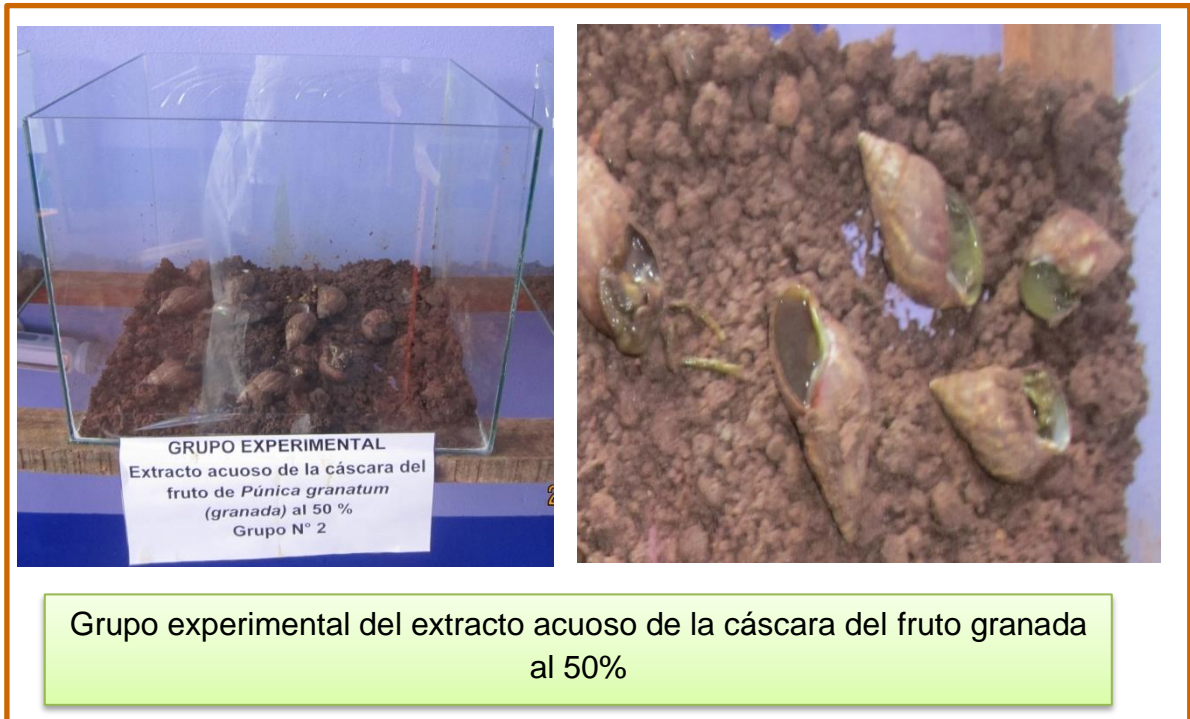 GRUPO EXPERIMENTAL
Extracto acuoso de la cáscara del
fruto de Púnica granatum
(granada) al 50 %
Grupo N° 2
Grupo experimental del extracto acuoso de la cáscara del fruto granada
al 50%